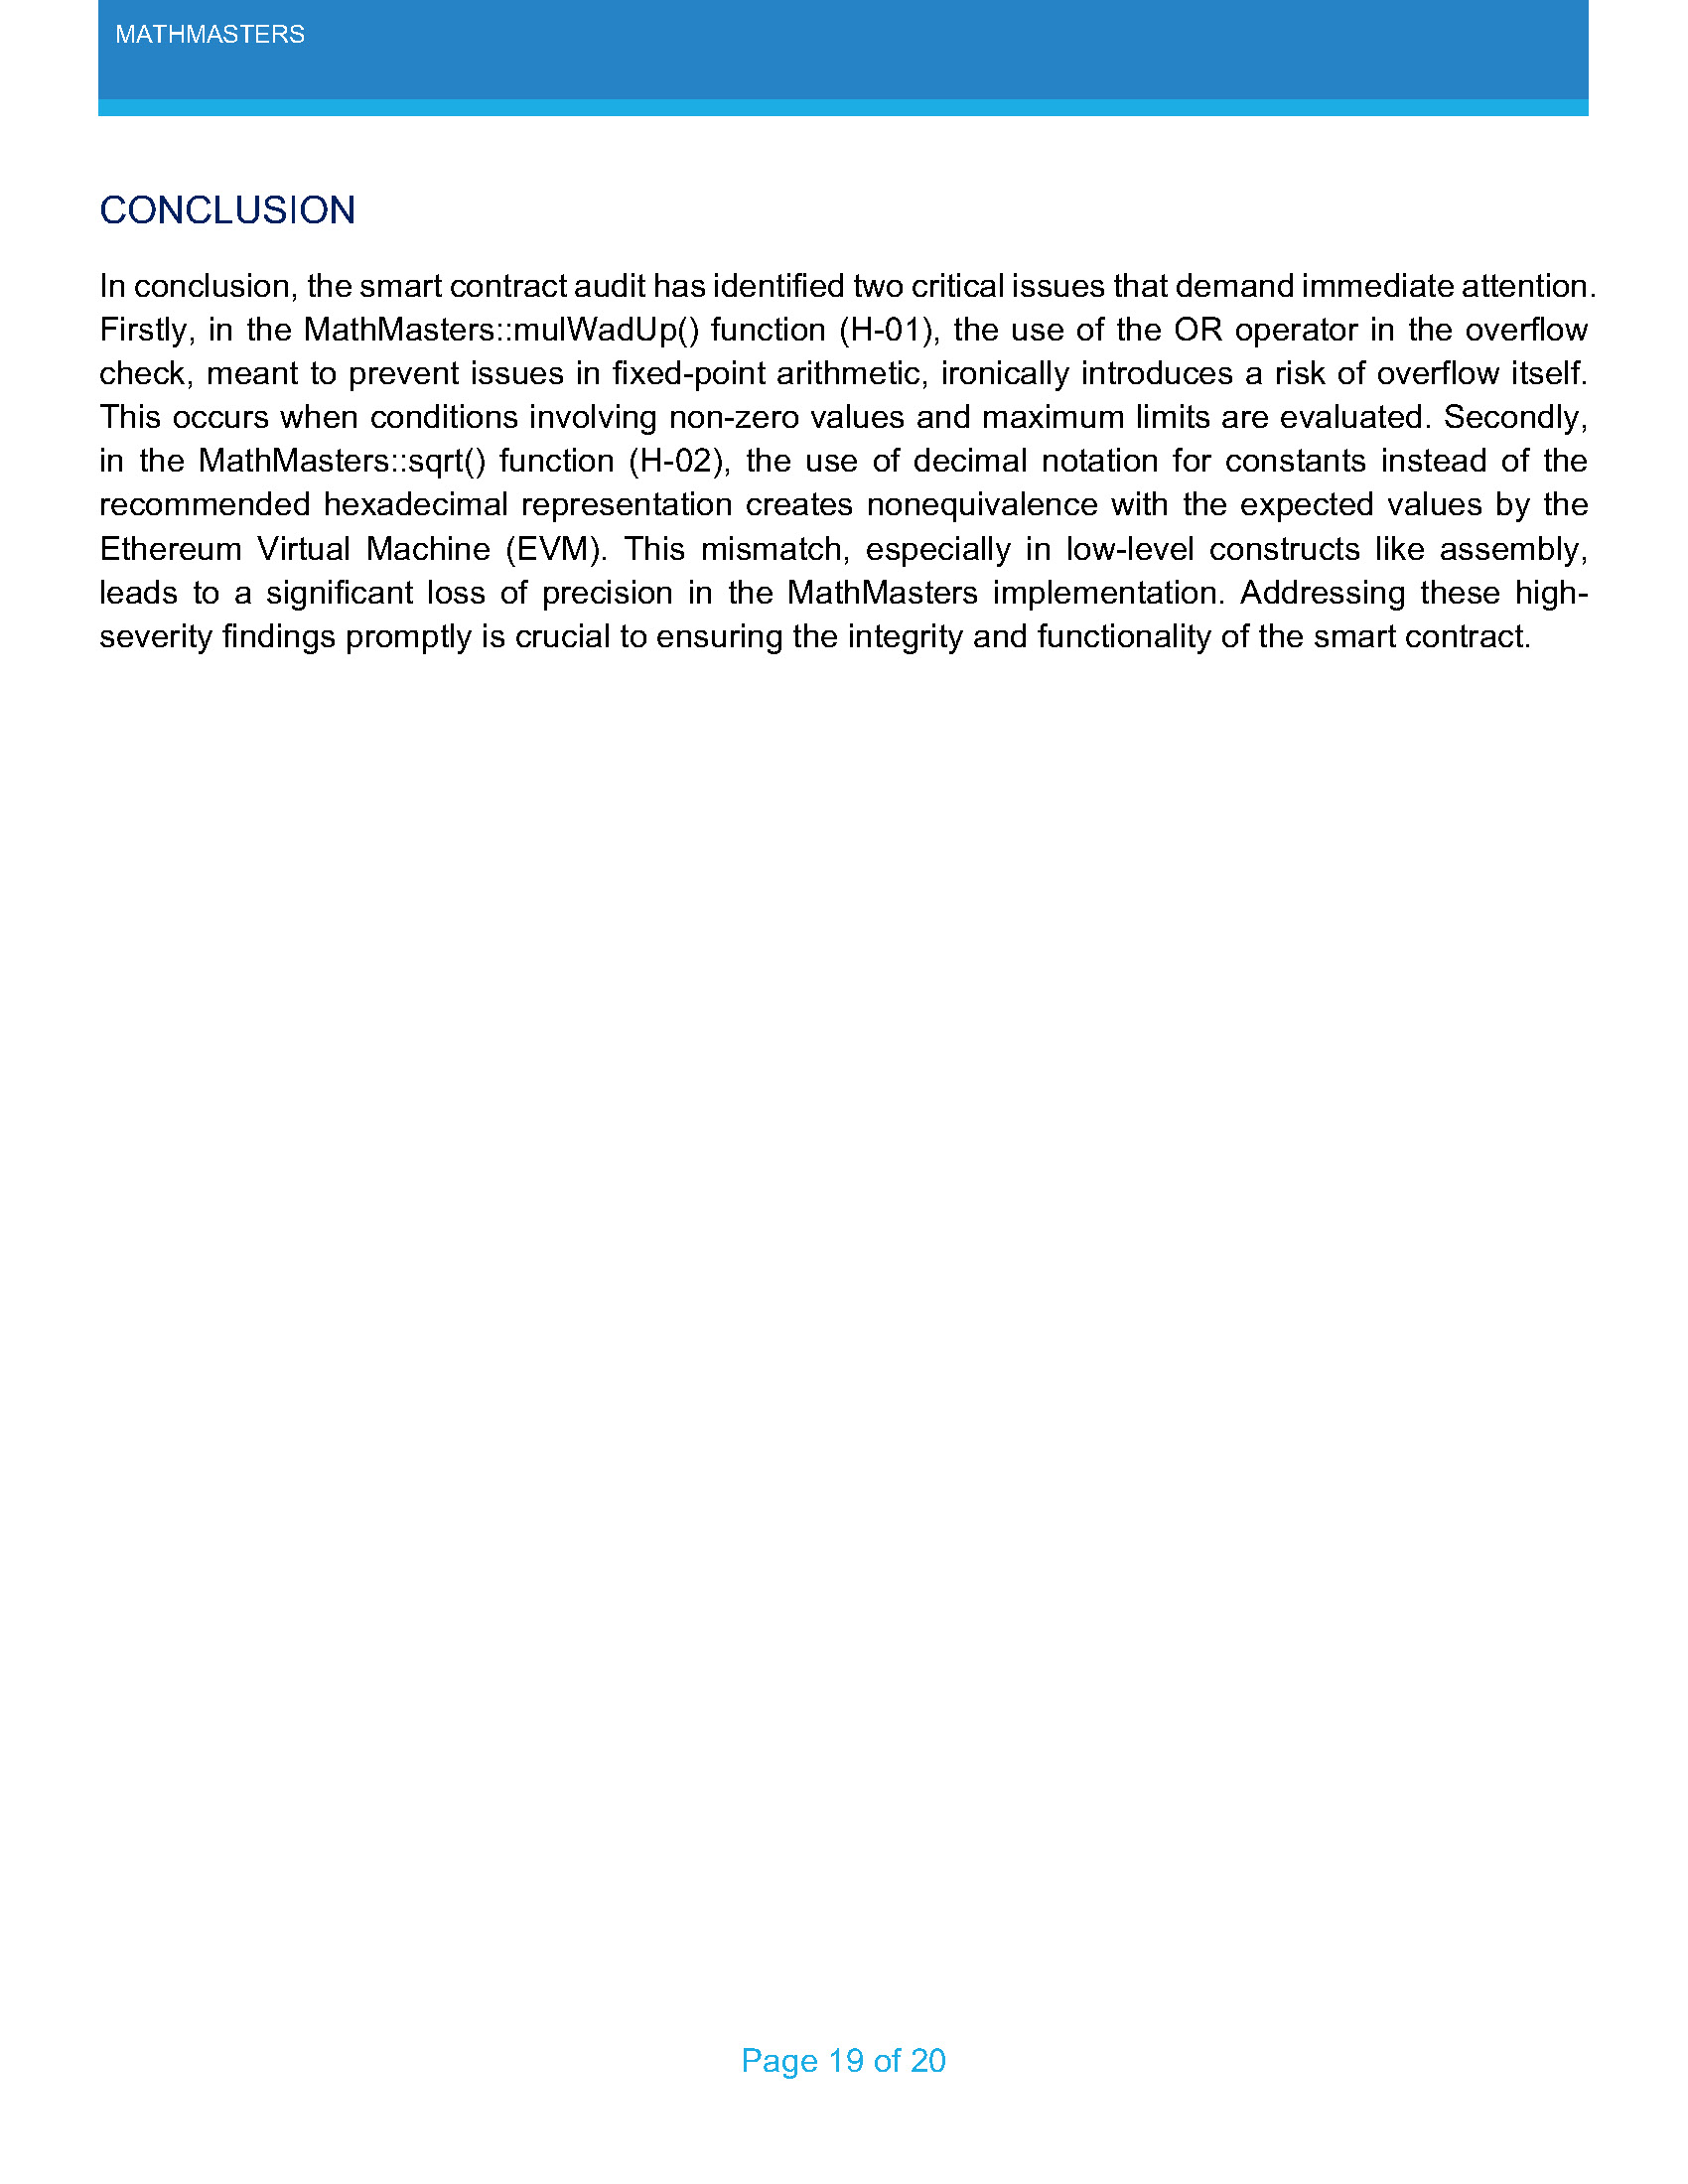 MATHMASTERS
CONCLUSION
In conclusion, the smart contract audit has identified two critical issues that demand immediate attention.
Firstly, in the MathMasters::mulWadUp() function (H-01), the use of the OR operator in the overflow
check, meant to prevent issues in fixed-point arithmetic, ironically introduces a risk of overflow itself.
This occurs when conditions involving non-zero values and maximum limits are evaluated. Secondly,
in the MathMasters::sqrt() function (H-02), the use of decimal notation for constants instead of the
recommended hexadecimal representation creates nonequivalence with the expected values by the
Ethereum Virtual Machine (EVM). This mismatch, especially in low-level constructs like assembly,
leads to a significant loss of precision in the MathMasters implementation. Addressing these high-
severity findings promptly is crucial to ensuring the integrity and functionality of the smart contract.
Page 19 of 20